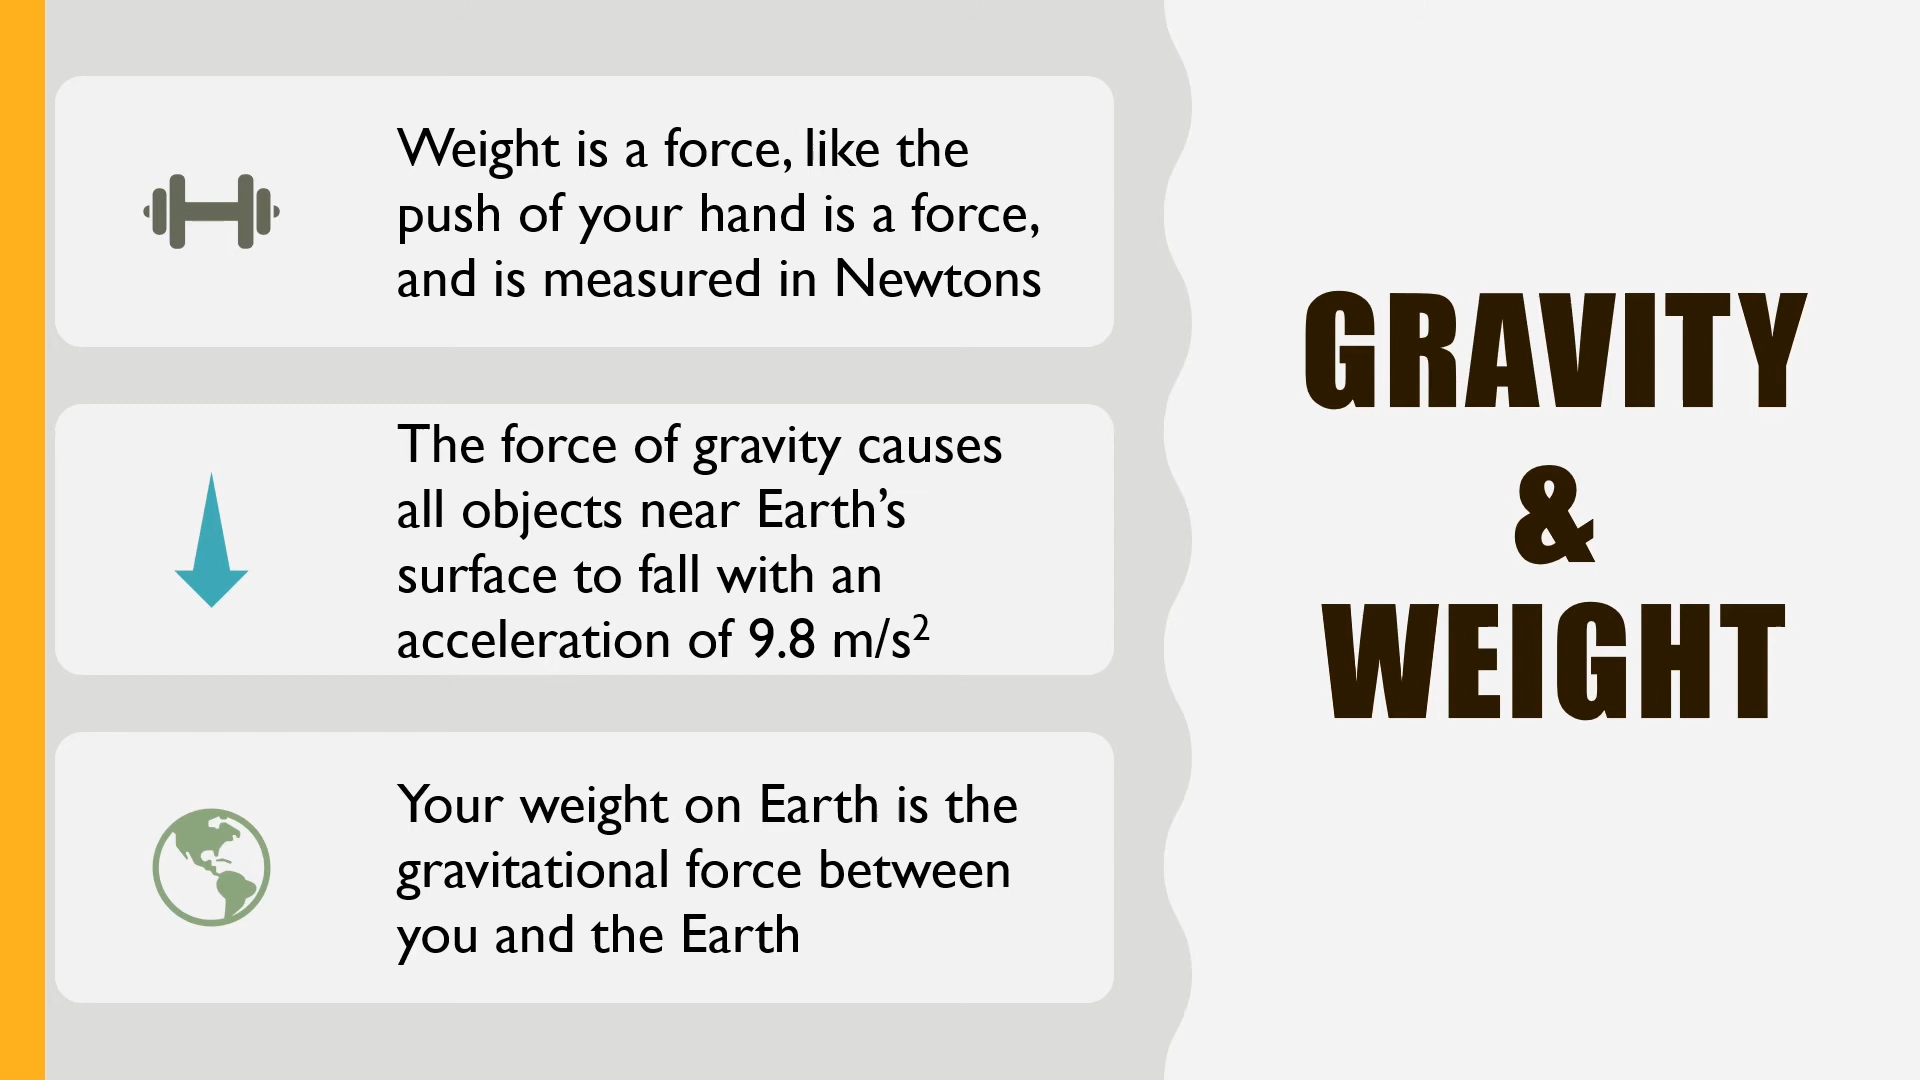 Weight is a force, like the
push of your hand is a force,
and is measured in Newtons
The force of gravity causes
all objects near Earth’s
surface to fall with an
acceleration of 9.8 m/s²
Your weight on Earth is the
gravitational force between
you and the Earth
GRAVITY
&
WEIGHT